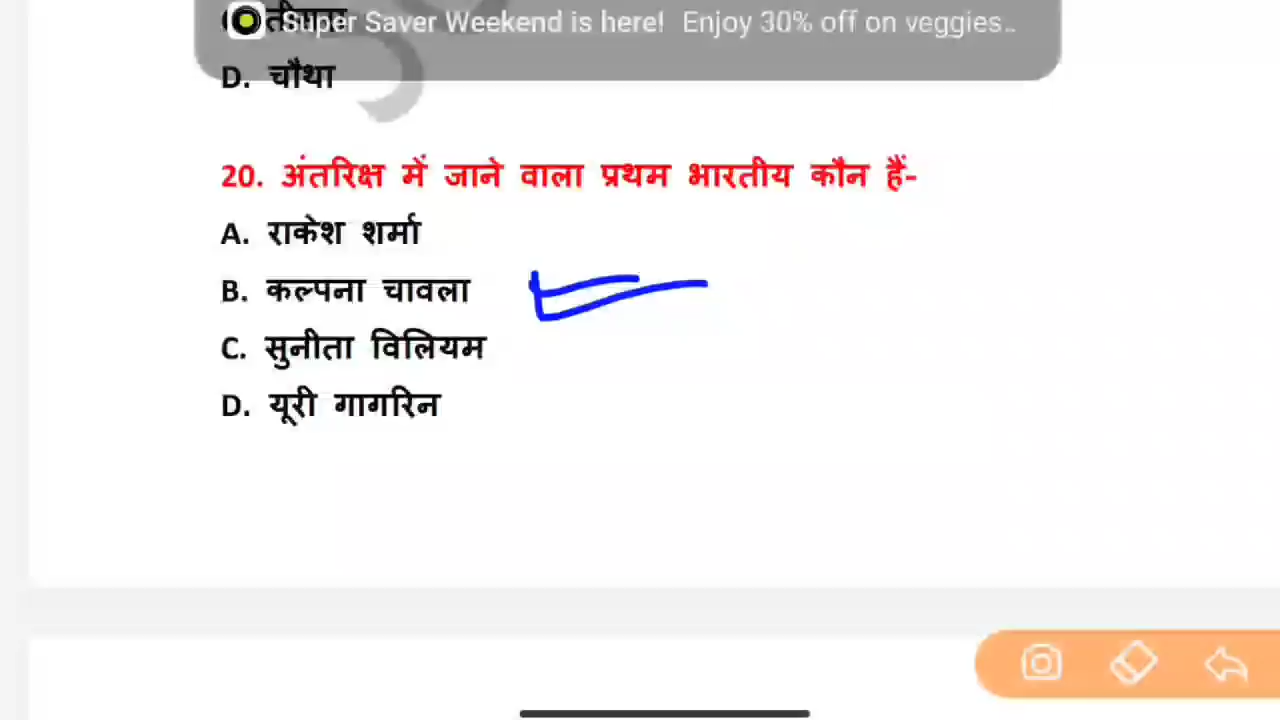 Super Saver Weekend is here! Enjoy 30% off on veggies..
D. चौथा
20. अंतरिक्ष में जाने वाला प्रथम भारतीय कौन हैं-
A. राकेश शर्मा
B. कल्पना चावला
C. सुनीता विलियम
D. यूरी गागरिन